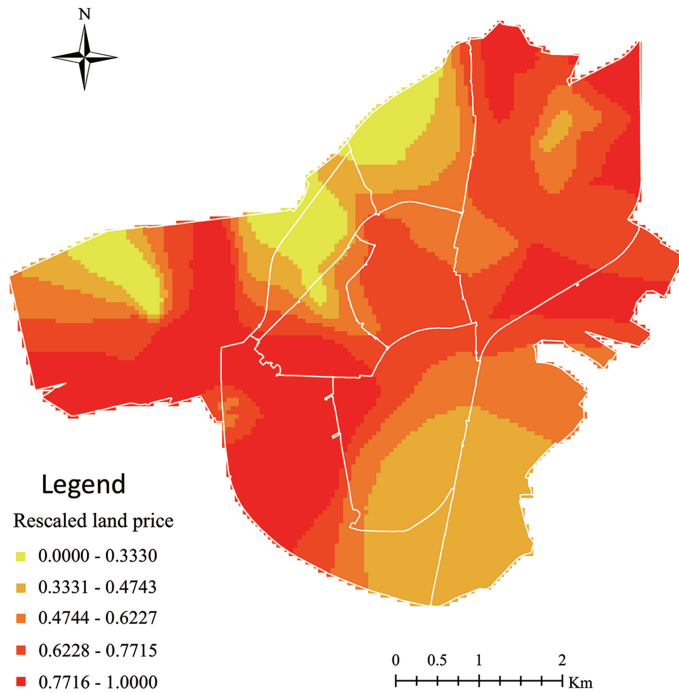 N
Legend
Rescaled land price
0.0000 - 0.3330
0.3331 - 0.4743
0.4744 - 0.6227
0.6228 - 0.7715
0.7716 - 1.0000
0 0.5 1 2
Km